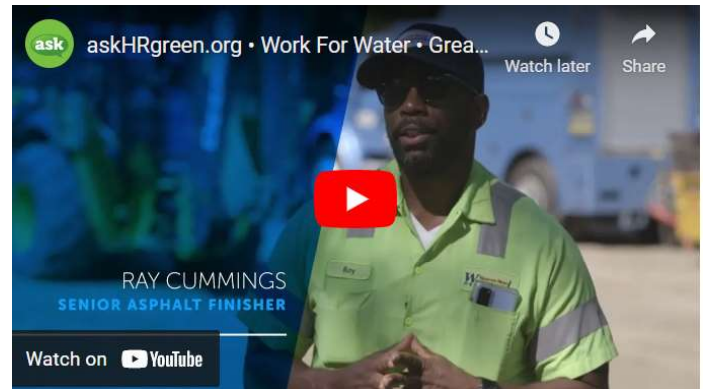 ask askHRgreen.org • Work For Water • Grea...
Watch later
Share
RAY CUMMINGS
SENIOR ASPHALT FINISHER
Ray
Watch on YouTube